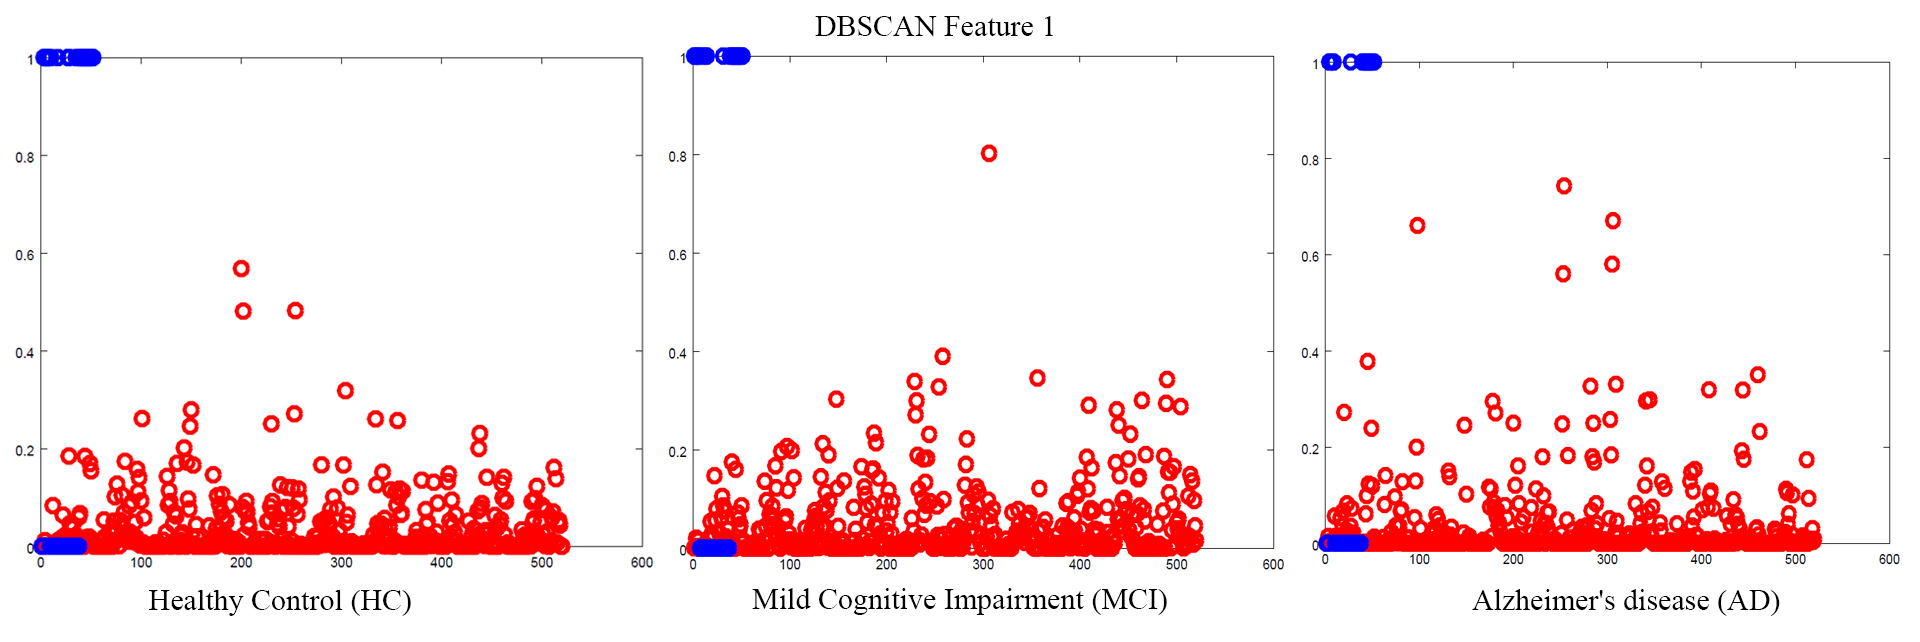 DBSCAN Feature 1
1
0.8
0.6
0.4
0.2
0
0 100 200 300 400 500 600
Healthy Control (HC)
1
0.8
0.6
0.4
0.2
0
0 100 200 300 400 500 600
Mild Cognitive Impairment (MCI)
1
0.8
0.6
0.4
0.2
0
0 100 200 300 400 500 600
Alzheimer's disease (AD)